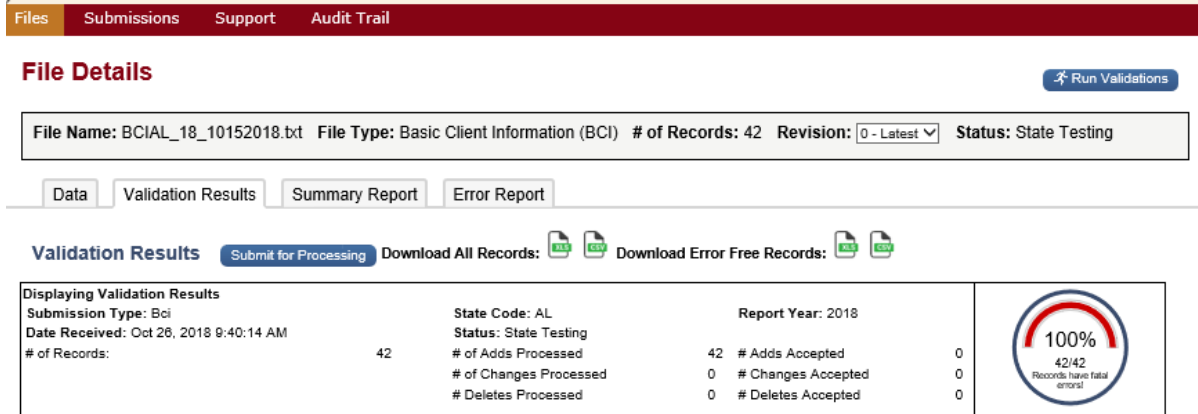 Files Submissions Support Audit Trail
File Details
Run Validations
File Name: BCIAL_18_10152018.txt File Type: Basic Client Information (BCI) # of Records: 42 Revision: 0 - Latest Status: State Testing
Data Validation Results Summary Report Error Report
Validation Results Submit for Processing Download All Records: XLS CSV Download Error Free Records: XLS CSV
Displaying Validation Results
Submission Type: Bci State Code: AL Report Year: 2018
Date Received: Oct 26, 2018 9:40:14 AM Status: State Testing
# of Records: 42 # of Adds Processed 42 # Adds Accepted 0
# of Changes Processed 0 # Changes Accepted 0
# Deletes Processed 0 # Deletes Accepted 0
100%
42/42
Records have fatal
errors!